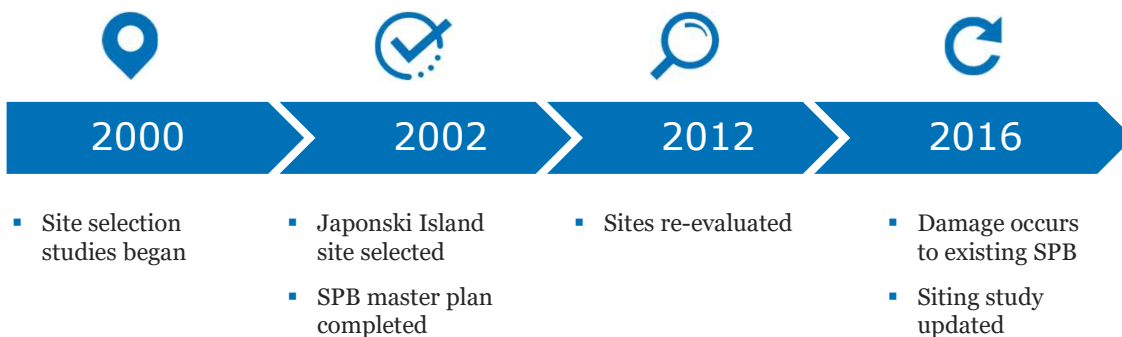 2000
2002
2012
2016
▪ Site selection
studies began
▪ Japonski Island
site selected
▪ SPB master plan
completed
▪ Sites re-evaluated
▪ Damage occurs
to existing SPB
▪ Siting study
updated